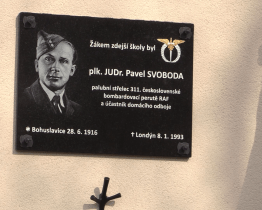 Žákem zdejší školy byl
plk. JUDr. Pavel SVOBODA
palubní střelec 311. československé
bombardovací perutě RAF
a účastník domácího odboje
* Bohuslavice 28. 6. 1916
† Londýn 8. 1. 1993